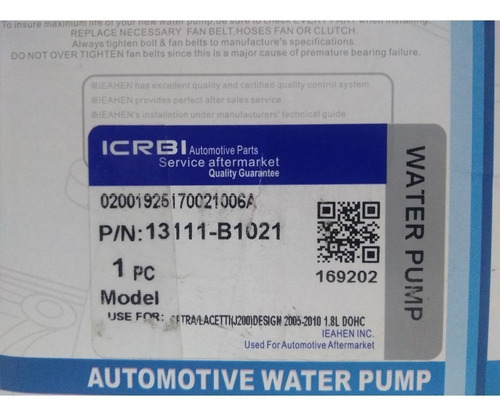 To insure maximum life of your new water pump, be sure to check EVERY when installing
REPLACE NECESSARY FAN BELT, HOSES FAN OR CLUTCH.
Always tighten bolt & fan belts to manufacture's specifications.
DO NOT OVER TIGHTEN fan belts since this is a major cause of premature bearing failure.
※IEAHEN has excellent quality and certified quality control system
※IEAHEN provides perfect after sales service.
※IEAHEN's installation under manufacturers' technical guide
ICRBI Automotive Parts
Service aftermarket
Quality Guarantee
02001925170021006A
P/N: 13111-B1021
1 PC
169202
Model
USE FOR: /LACETTI(J200)DESIGN 2005-2010 1.8L DOHC
IEAHEN INC.
Used For Automotive Aftermarket
WATER PUMP
AUTOMOTIVE WATER PUMP